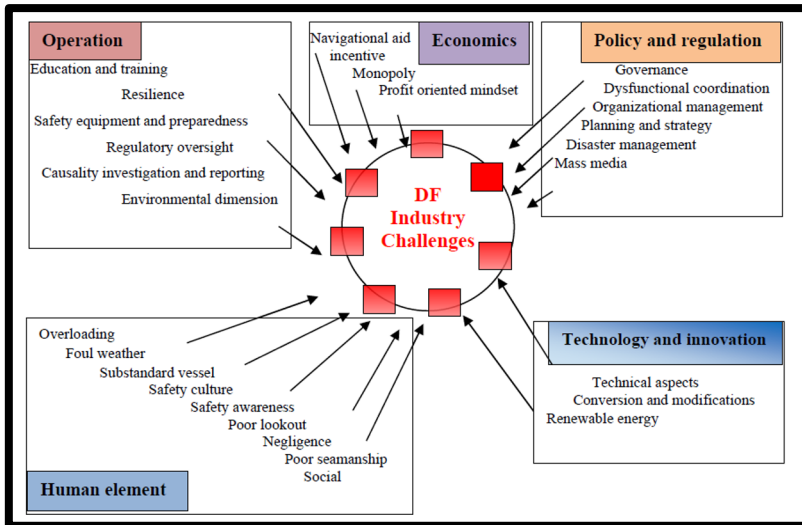 Operation
Education and training
Resilience
Safety equipment and preparedness
Regulatory oversight
Causality investigation and reporting
Environmental dimension
Navigational aid
incentive
Monopoly
Profit oriented mindset
Economics
Policy and regulation
Governance
Dysfunctional coordination
Organizational management
Planning and strategy
Disaster management
Mass media
DF
Industry
Challenges
Overloading
Foul weather
Substandard vessel
Safety culture
Safety awareness
Poor lookout
Negligence
Poor seamanship
Social
Human element
Technology and innovation
Technical aspects
Conversion and modifications
Renewable energy